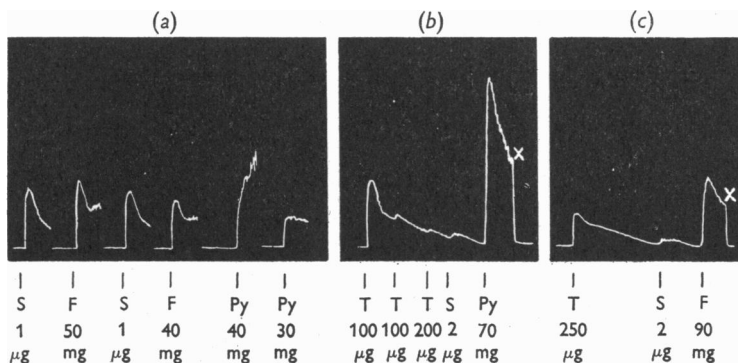 (a) (b) (c)
x x
S F S F Py Py T T T S Py T S F
1 50 1 40 40 30 100 100 200 2 70 250 2 90
μg mg μg mg mg mg μg μg μg μg mg μg μg mg